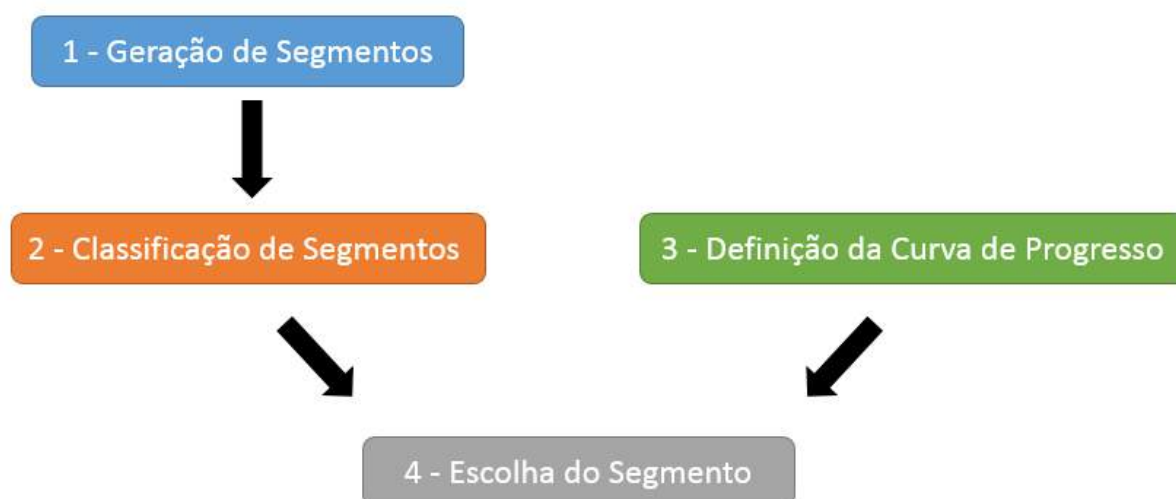 1 - Geração de Segmentos
2 - Classificação de Segmentos
3 - Definição da Curva de Progresso
4 - Escolha do Segmento